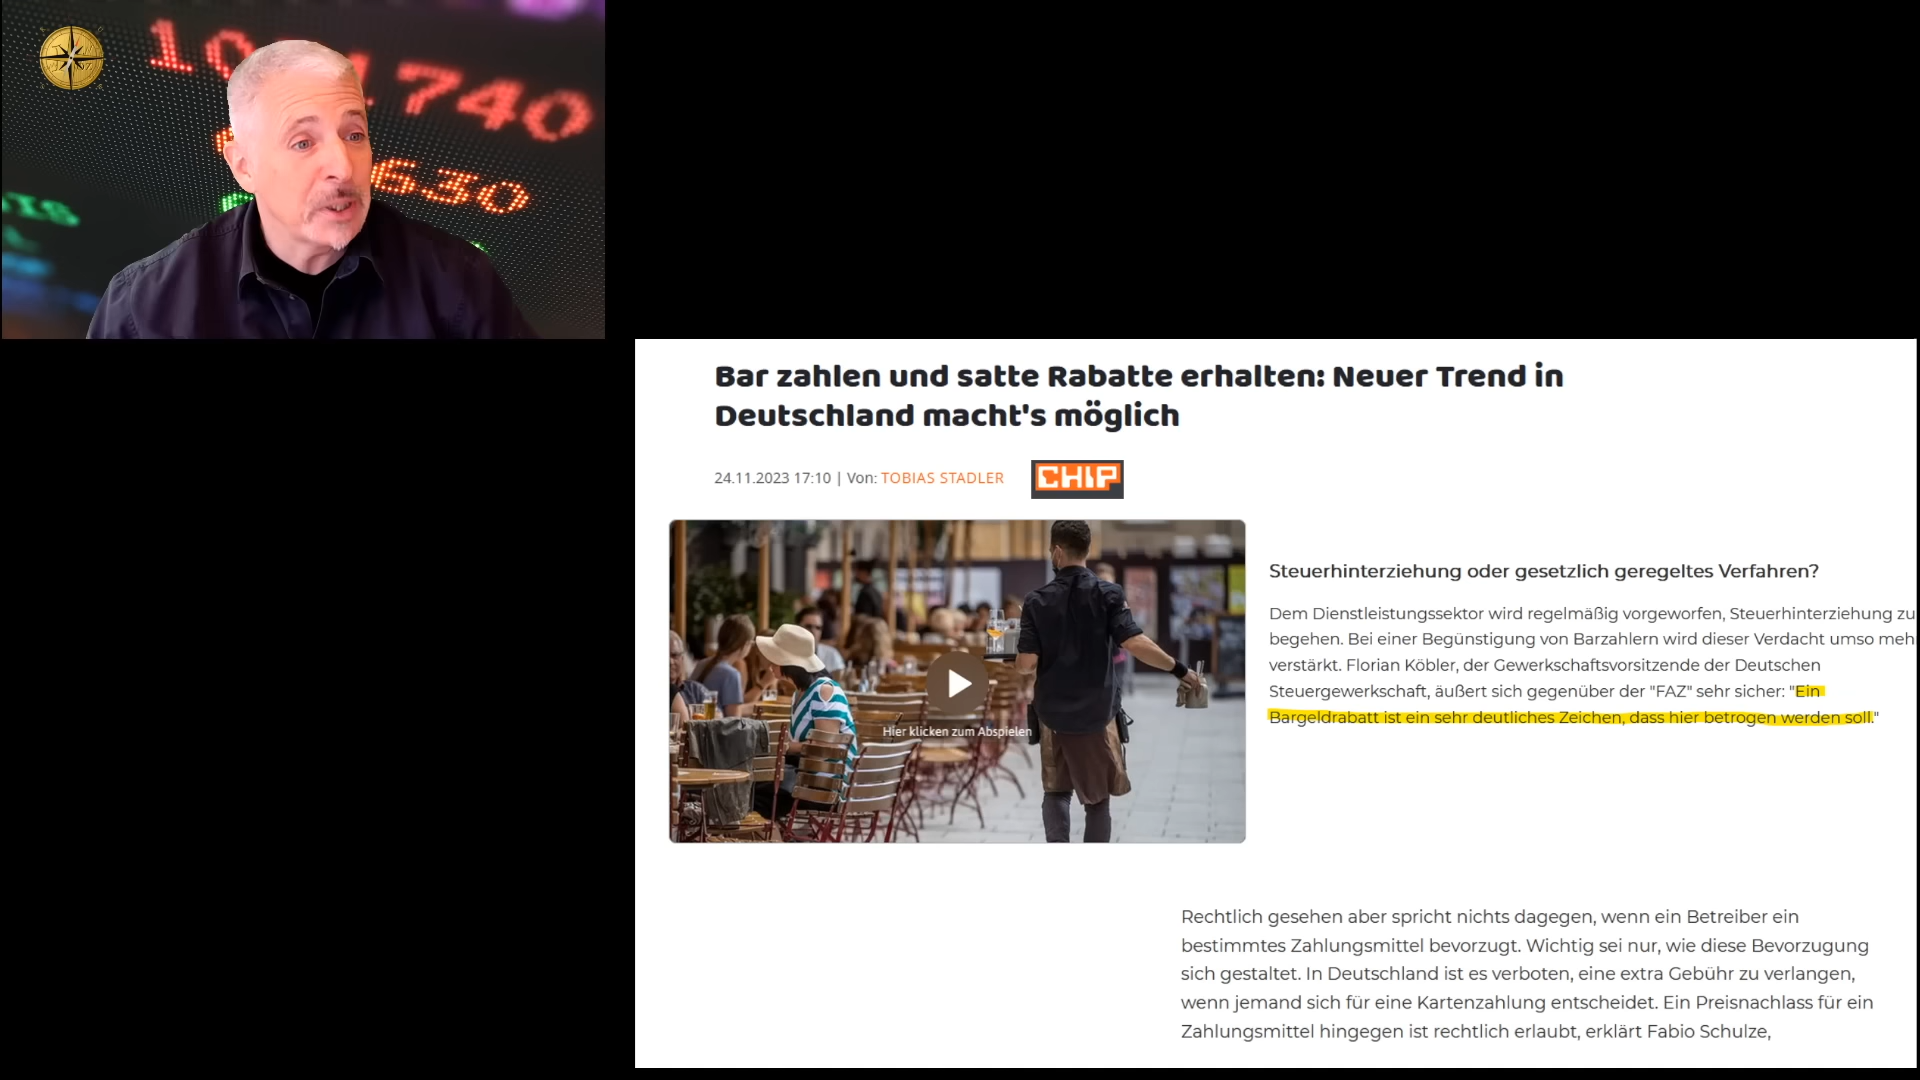 740
630
Bar zahlen und satte Rabatte erhalten: Neuer Trend in
Deutschland macht's möglich
24.11.2023 17:10 | Von: TOBIAS STADLER
CHIP
Hier klicken zum Abspielen
Steuerhinterziehung oder gesetzlich geregeltes Verfahren?
Dem Dienstleistungssektor wird regelmäßig vorgeworfen, Steuerhinterziehung zu
begehen. Bei einer Begünstigung von Barzahlern wird dieser Verdacht umso meh
verstärkt. Florian Köbler, der Gewerkschaftsvorsitzende der Deutschen
Steuergewerkschaft, äußert sich gegenüber der "FAZ" sehr sicher: "Ein
Bargeldrabatt ist ein sehr deutliches Zeichen, dass hier betrogen werden soll."
Rechtlich gesehen aber spricht nichts dagegen, wenn ein Betreiber ein
bestimmtes Zahlungsmittel bevorzugt. Wichtig sei nur, wie diese Bevorzugung
sich gestaltet. In Deutschland ist es verboten, eine extra Gebühr zu verlangen,
wenn jemand sich für eine Kartenzahlung entscheidet. Ein Preisnachlass für ein
Zahlungsmittel hingegen ist rechtlich erlaubt, erklärt Fabio Schulze,